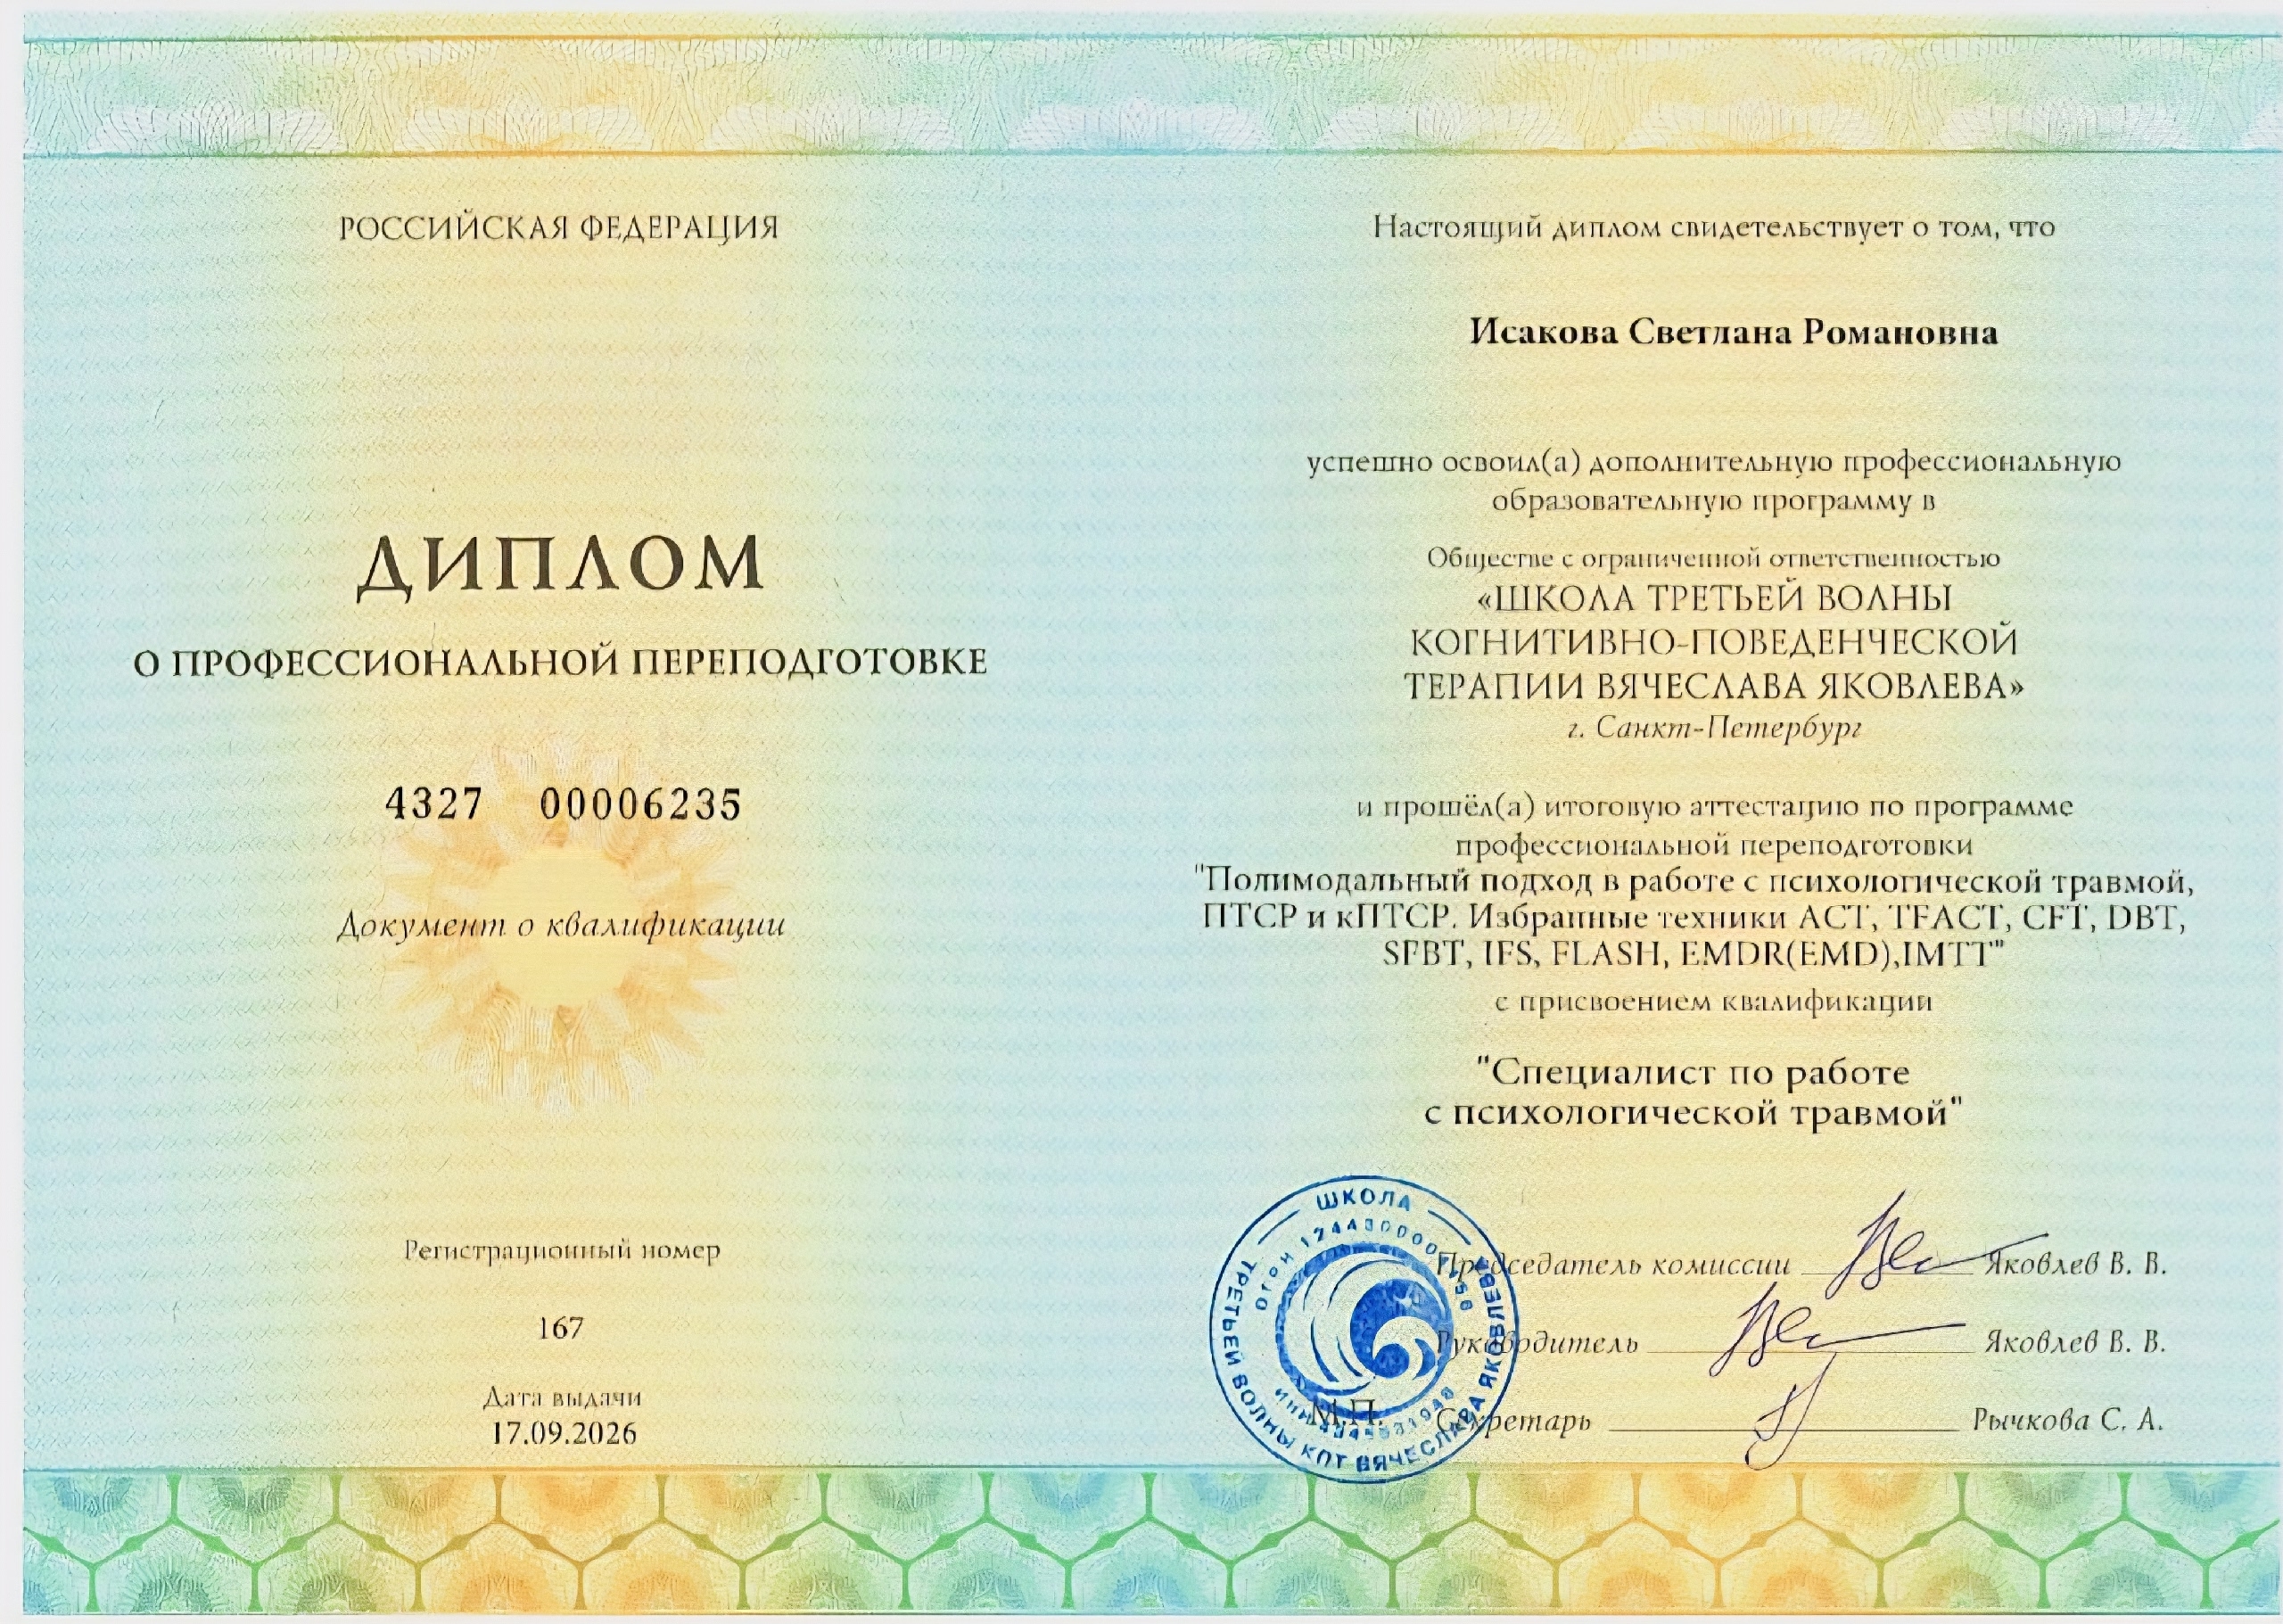 РОССИЙСКАЯ ФЕДЕРАЦИЯ
ДИПЛОМ
О ПРОФЕССИОНАЛЬНОЙ ПЕРЕПОДГОТОВКЕ
4327 00006235
Документ о квалификации
Регистрационный номер
167
Дата выдачи
17.09.2026
Настоящий диплом свидетельствует о том, что
Исакова Светлана Романовна
успешно освоил(а) дополнительную профессиональную
образовательную программу в
Обществе с ограниченной ответственностью
«ШКОЛА ТРЕТЬЕЙ ВОЛНЫ
КОГНИТИВНО-ПОВЕДЕНЧЕСКОЙ
ТЕРАПИИ ВЯЧЕСЛАВА ЯКОВЛЕВА»
г. Санкт-Петербург
и прошёл(а) итоговую аттестацию по программе
профессиональной переподготовки
"Полимодальный подход в работе с психологической травмой,
ПТСР и кПТСР. Избранные техники ACT, TFACT, CFT, DBT,
SFBT, IFS, FLASH, EMDR(EMD),IMTT"
с присвоением квалификации
"Специалист по работе
с психологической травмой"
Председатель комиссии Яковлев В. В.
Руководитель Яковлев В. В.
М.П. Секретарь Рычкова С. А.
ШКОЛА ТРЕТЬЕЙ ВОЛНЫ КПТ ВЯЧЕСЛАВА ЯКОВЛЕВА
ОГРН
ИНН